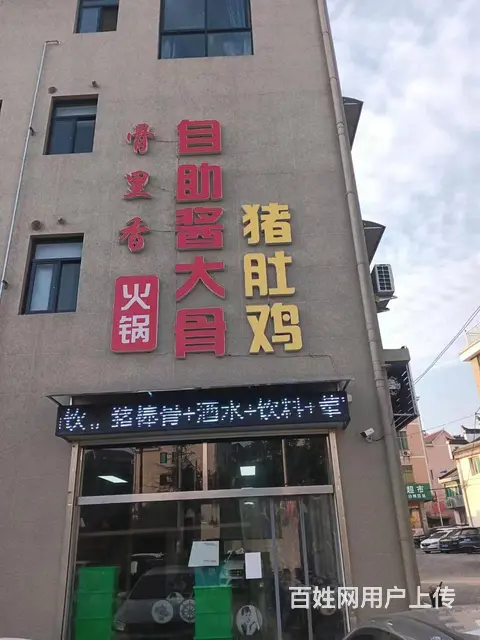 骨里香
火锅
自助酱大骨
猪肚鸡
饮.. 猪棒骨+酒水+饮料+
超市
百姓网用户上传